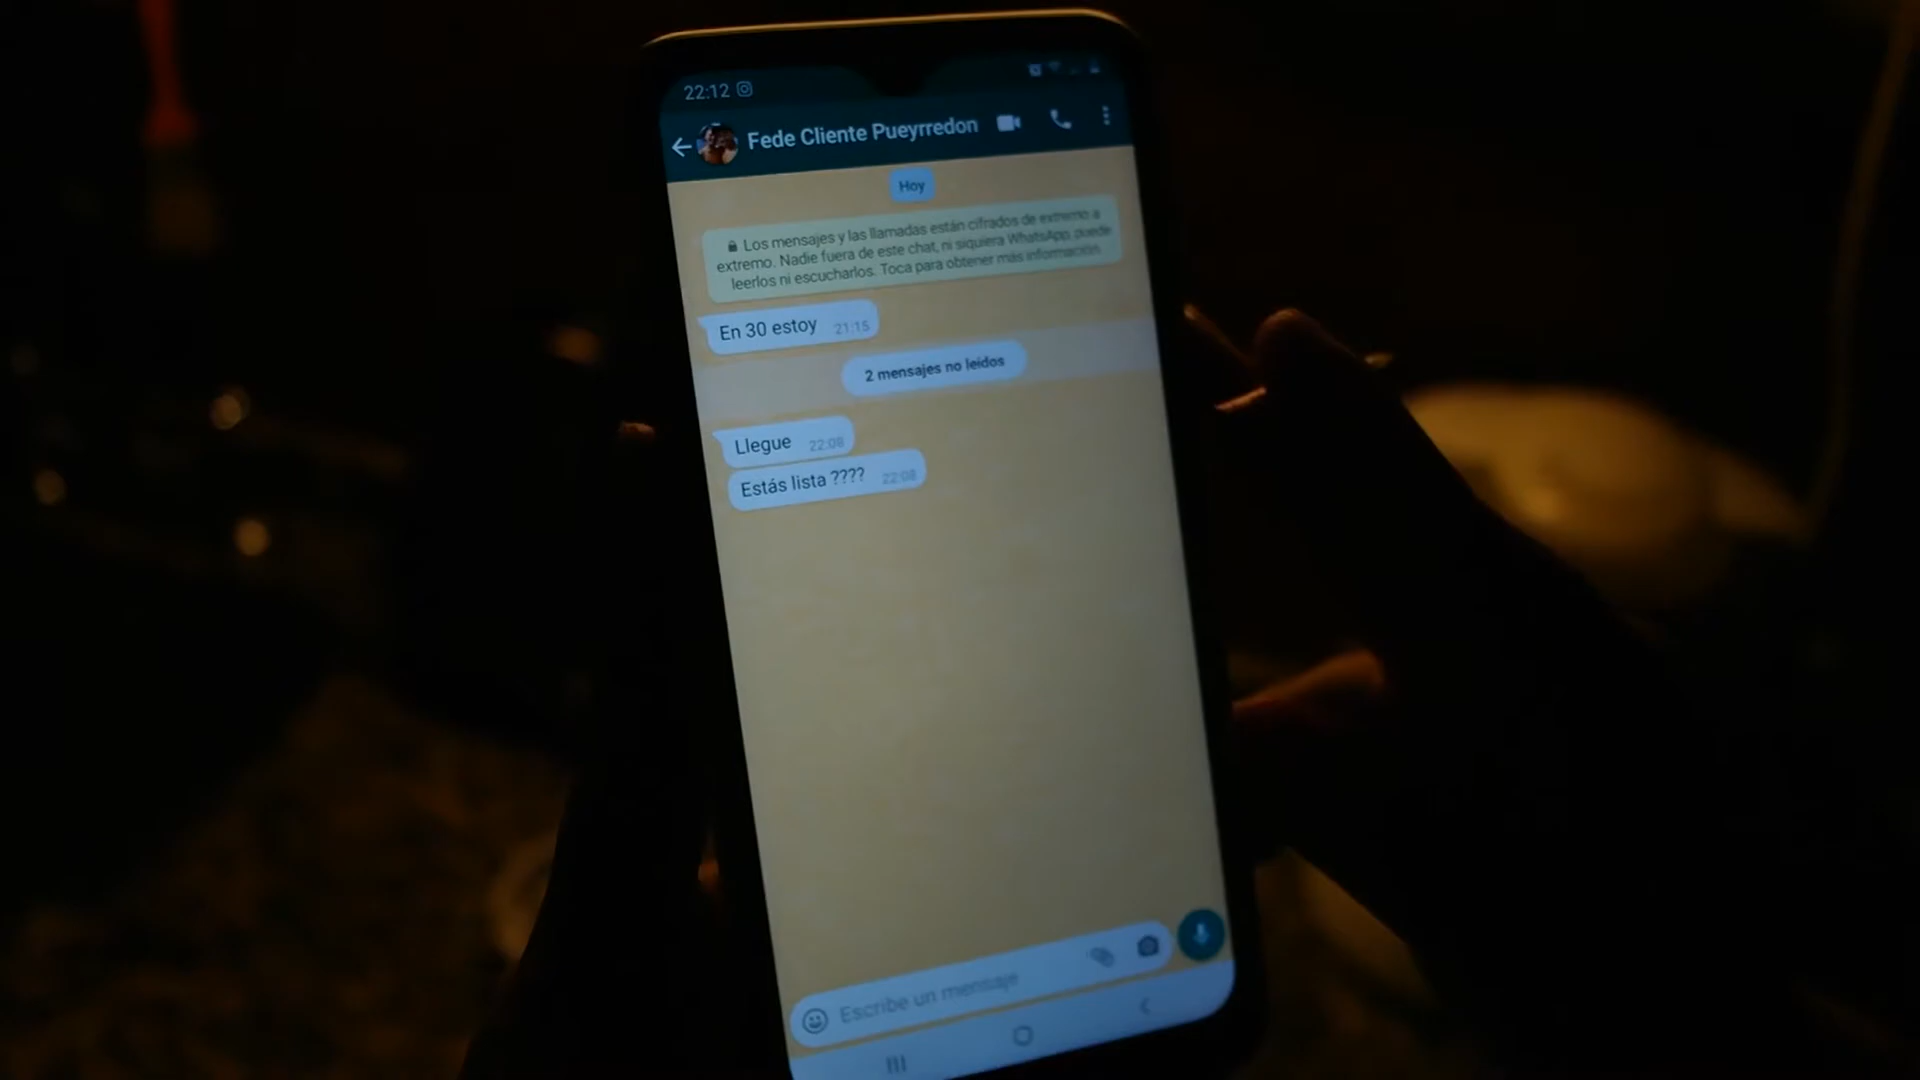 22:12
Fede Cliente Pueyrredon
Hoy
Los mensajes y las llamadas están cifrados de extremo a
extremo. Nadie fuera de este chat, ni siquiera WhatsApp, puede
leerlos ni escucharlos. Toca para obtener más información.
En 30 estoy 21:15
2 mensajes no leídos
Llegue 22:08
Estás lista ???? 22:08
Escribe un mensaje